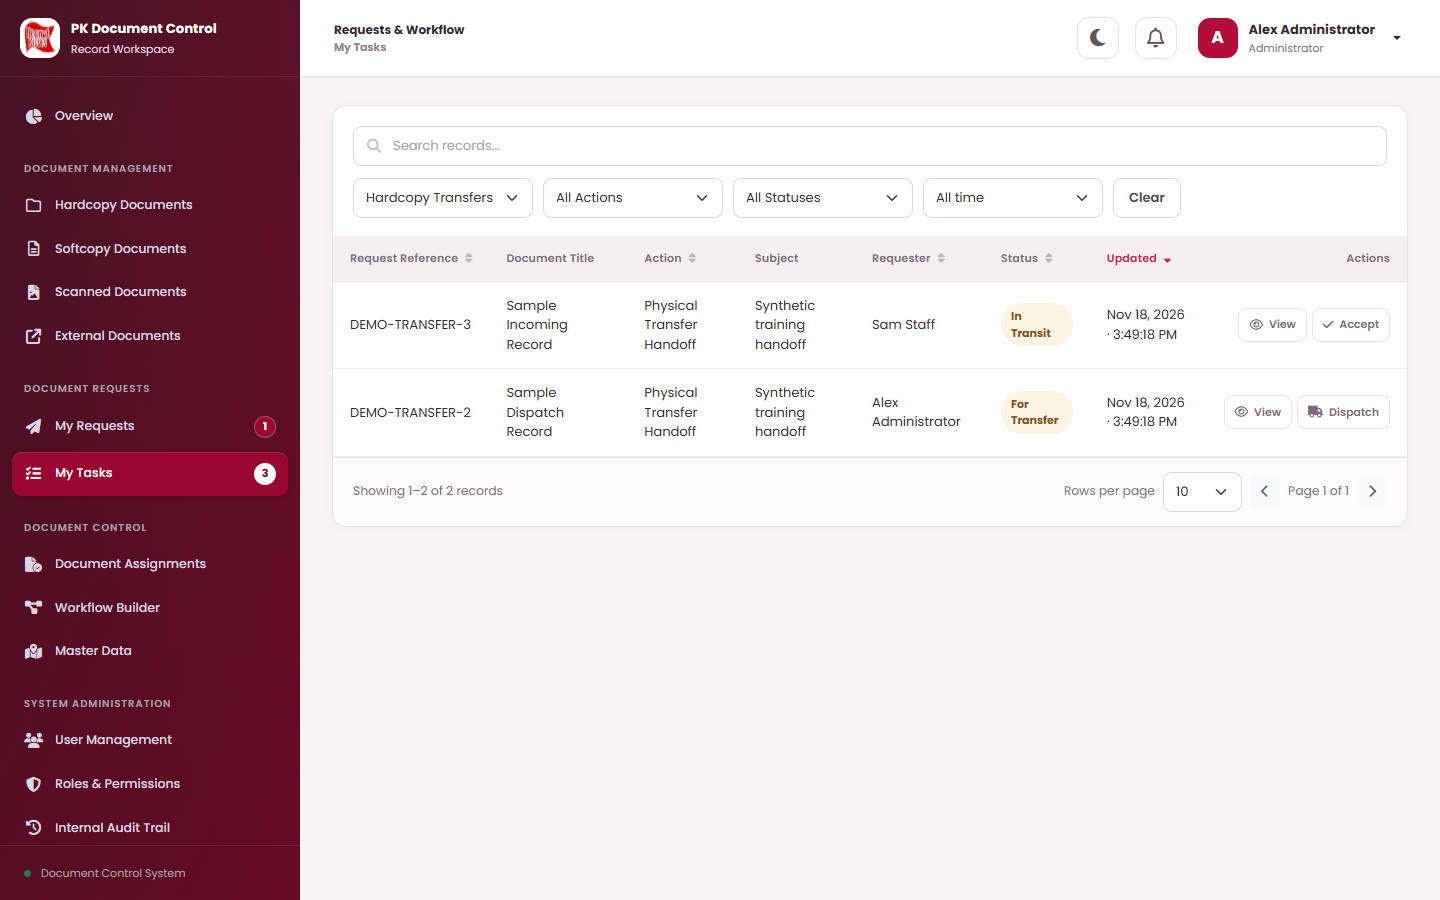 PK Document Control
Record Workspace
Overview
DOCUMENT MANAGEMENT
Hardcopy Documents
Softcopy Documents
Scanned Documents
External Documents
DOCUMENT REQUESTS
My Requests 1
My Tasks 3
DOCUMENT CONTROL
Document Assignments
Workflow Builder
Master Data
SYSTEM ADMINISTRATION
User Management
Roles & Permissions
Internal Audit Trail
Document Control System
Requests & Workflow
My Tasks
A
Alex Administrator
Administrator
Search records...
Hardcopy Transfers All Actions All Statuses All time Clear
Request Reference Document Title Action Subject Requester Status Updated Actions
DEMO-TRANSFER-3
Sample
Incoming
Record
Physical
Transfer
Handoff
Synthetic
training
handoff
Sam Staff
In
Transit
Nov 18, 2026
· 3:49:18 PM
View Accept
DEMO-TRANSFER-2
Sample
Dispatch
Record
Physical
Transfer
Handoff
Synthetic
training
handoff
Alex
Administrator
For
Transfer
Nov 18, 2026
· 3:49:18 PM
View Dispatch
Showing 1–2 of 2 records
Rows per page 10 Page 1 of 1